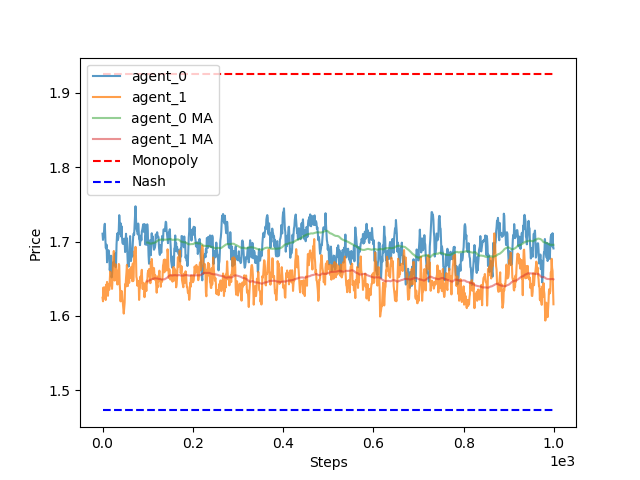 agent_0
agent_1
agent_0 MA
agent_1 MA
Monopoly
Nash
1.9
1.8
1.7
1.6
1.5
Price
0.0 0.2 0.4 0.6 0.8 1.0
1e3
Steps